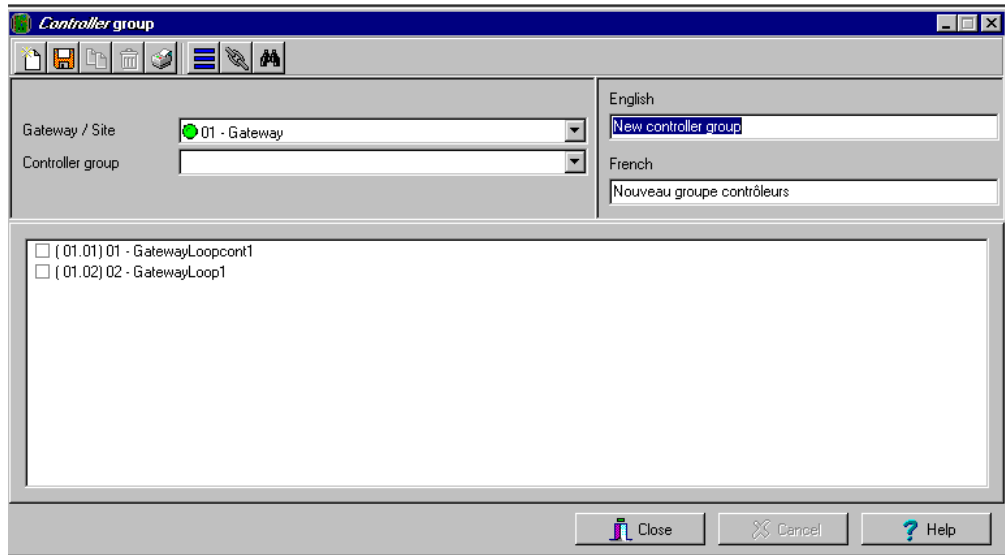 Controller group
English
Gateway / Site
01 - Gateway
New controller group
Controller group
French
Nouveau groupe contrôleurs
( 01.01) 01 - GatewayLoopcont1
( 01.02) 02 - GatewayLoop1
Close
Cancel
Help